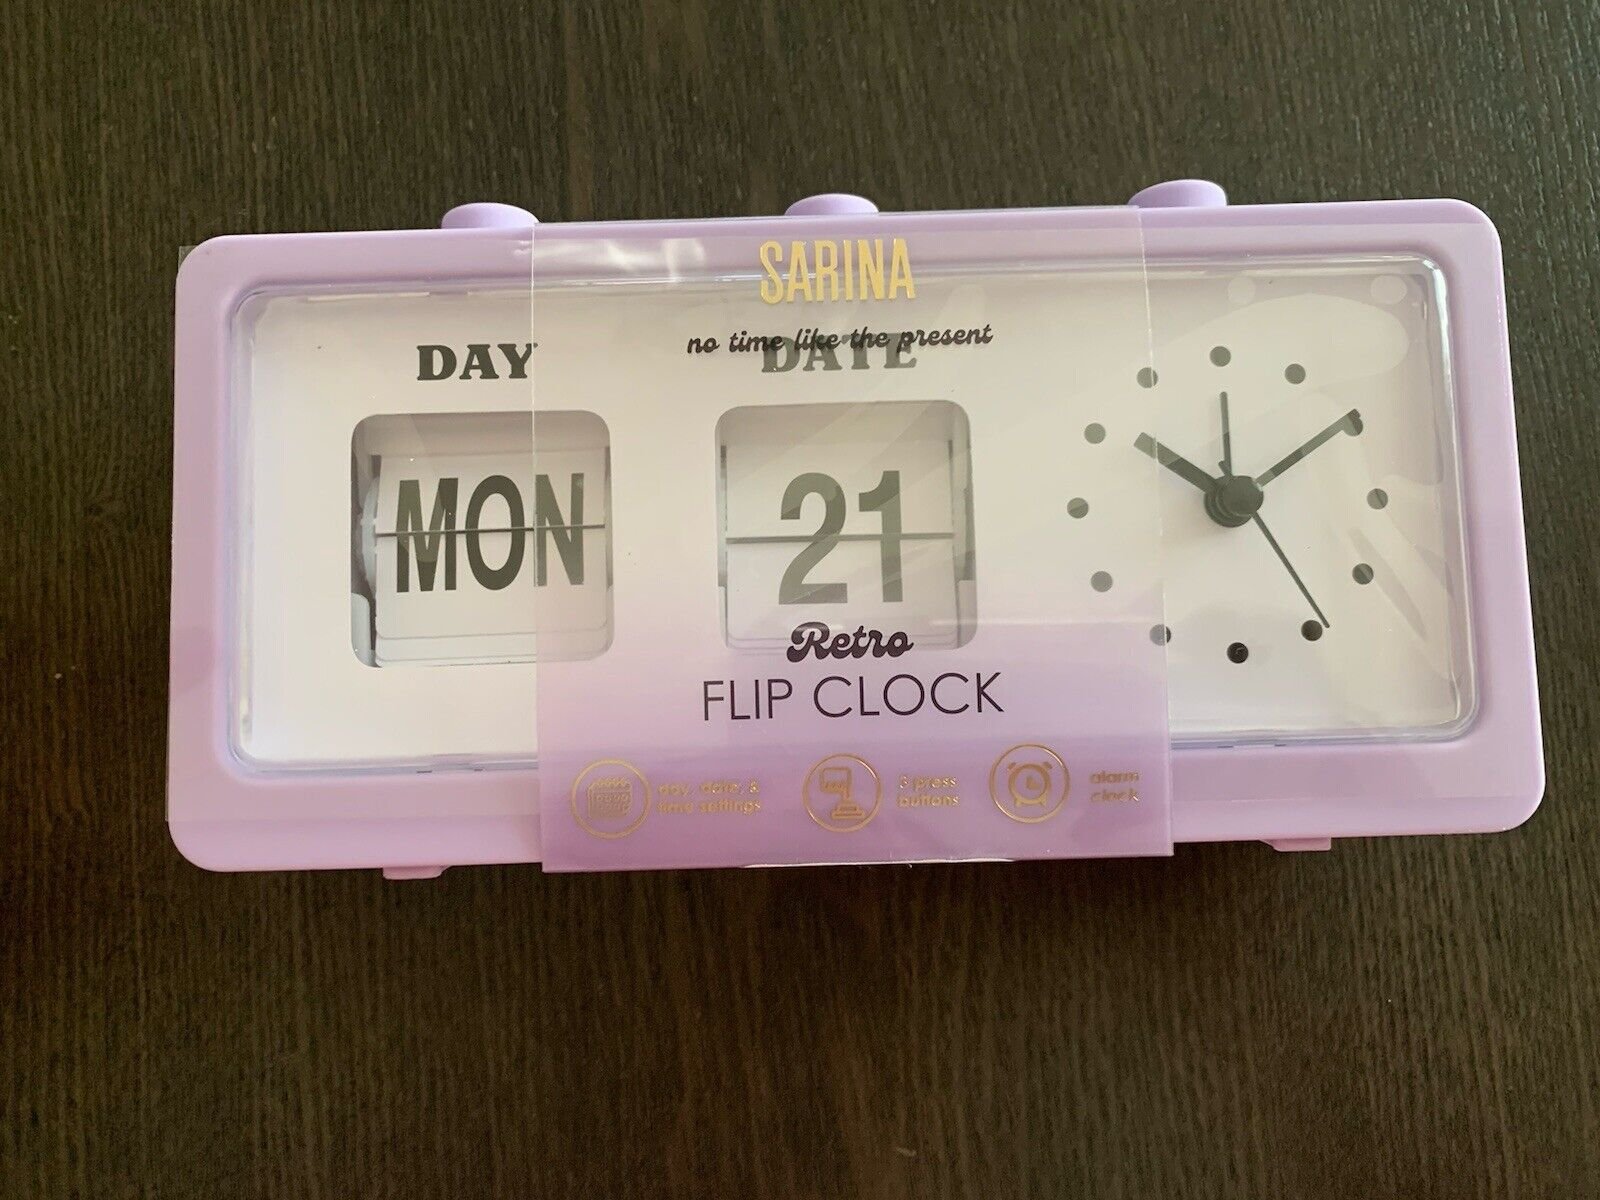 SARINA
no time like the present
DAY
DATE
MON
21
Retro
FLIP CLOCK
day, date, &
time settings
3 press
buttons
alarm
clock